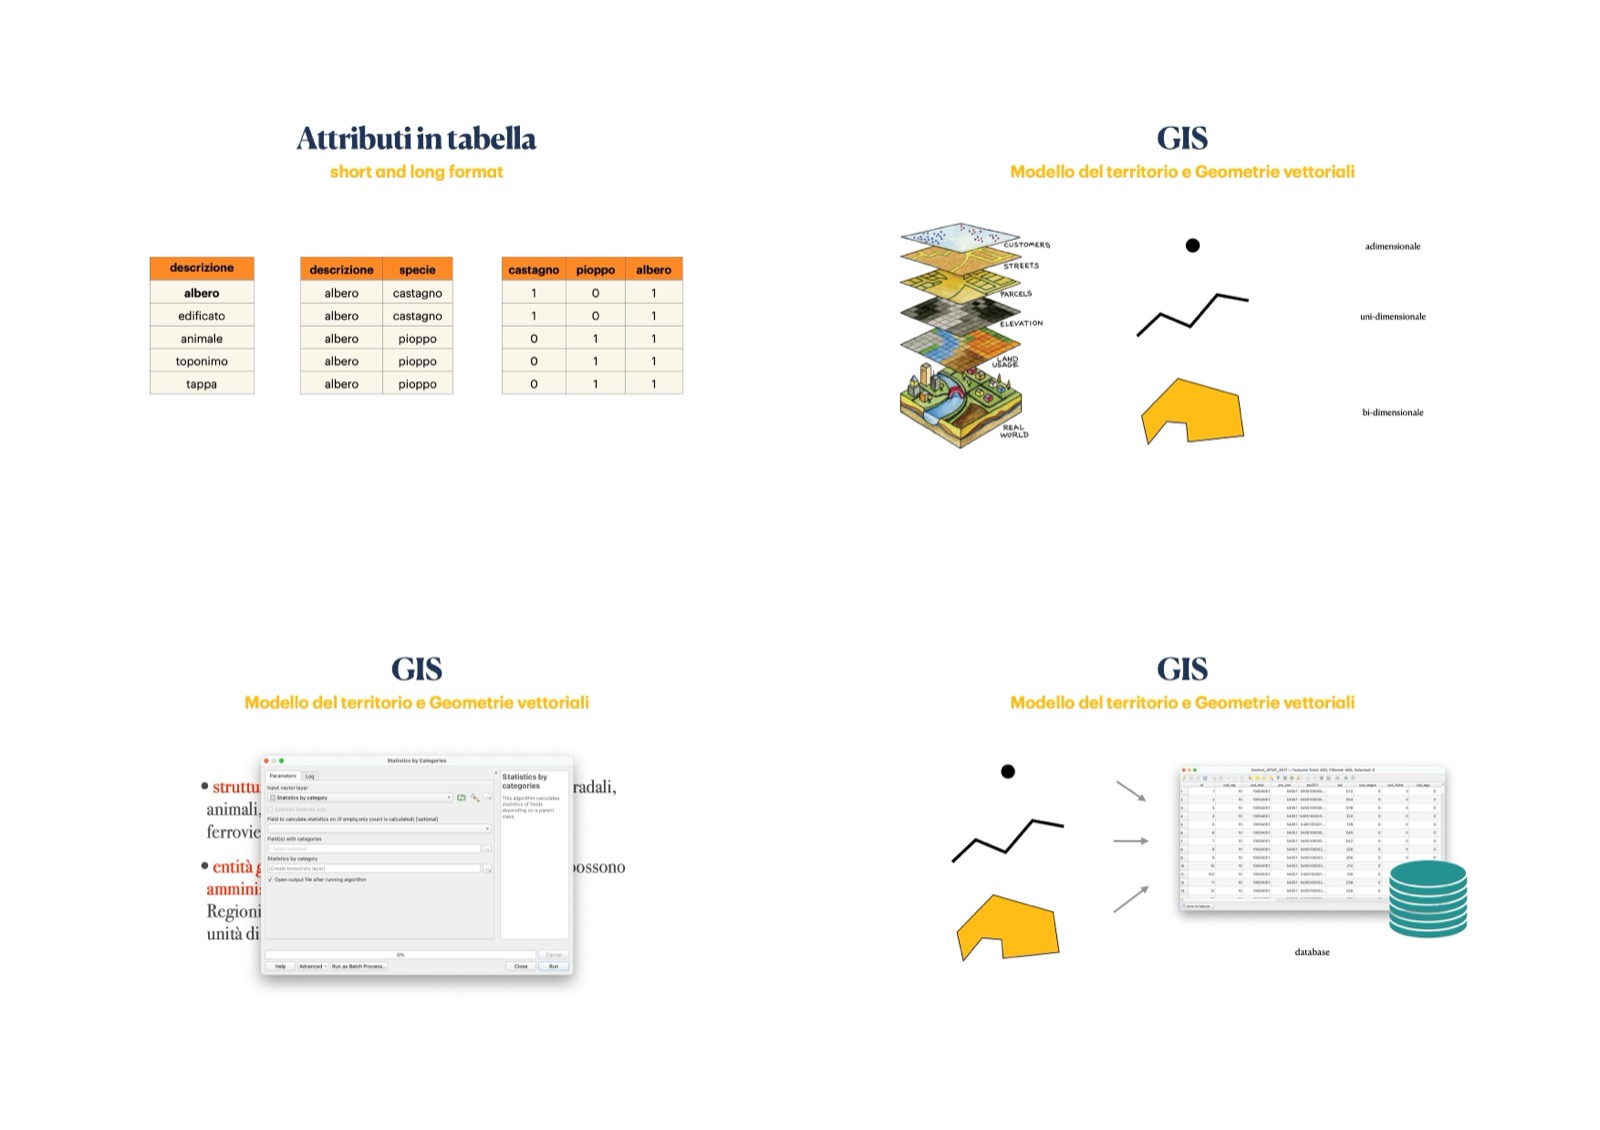 Attributi in tabella
short and long format
descrizione
albero
edificato
animale
toponimo
tappa
descrizione specie
albero castagno
albero castagno
albero pioppo
albero pioppo
albero pioppo
castagno pioppo albero
1 0 1
1 0 1
0 1 1
0 1 1
0 1 1
GIS
Modello del territorio e Geometrie vettoriali
CUSTOMERS
STREETS
PARCELS
ELEVATION
LAND
USAGE
REAL
WORLD
adimensionale
uni-dimensionale
bi-dimensionale
GIS
Modello del territorio e Geometrie vettoriali
• struttu
radali,
animali,
ferrovie
• entità g
possono
ammini
Regioni
unità di
Statistics by Categories
Parameters Log
Input vector layer
Statistics by category
Selected features only
Field to calculate statistics on (if empty, only count is calculated) [optional]
Field(s) with categories
0 fields selected
Statistics by category
[Create temporary layer]
Open output file after running algorithm
Statistics by
categories
This algorithm calculates
statistics of fields
depending on a parent
class.
0%
Cancel
Help Advanced Run as Batch Process... Close Run
GIS
Modello del territorio e Geometrie vettoriali
database